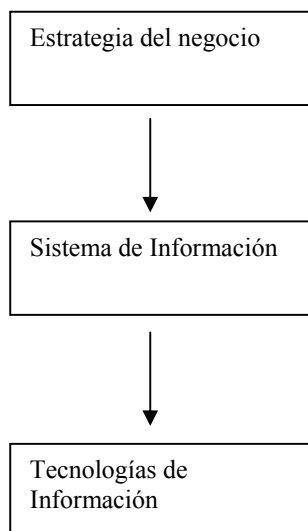 Estrategia del negocio
Sistema de Información
Tecnologías de
Información